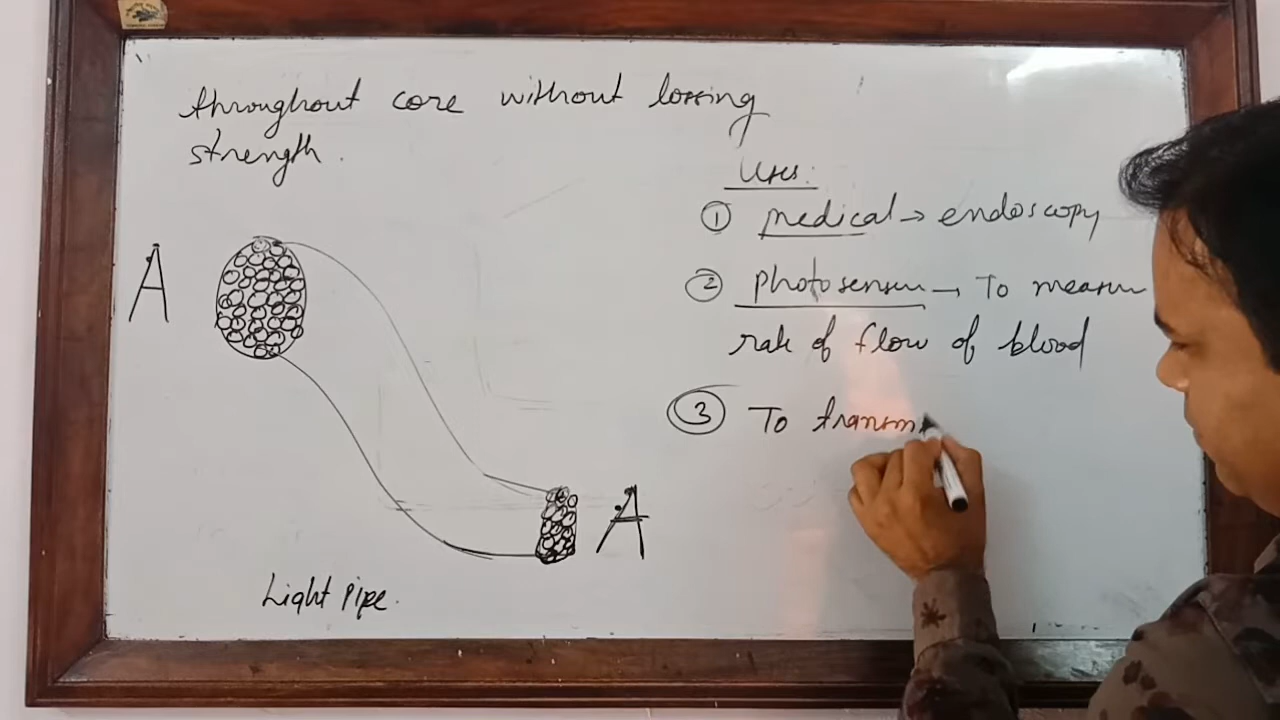 throughout core without lossing
strength.
Uses:
① medical → endoscopy
② photosensor → To measure
rate of flow of blood
③ To transm
A
A
Light pipe.